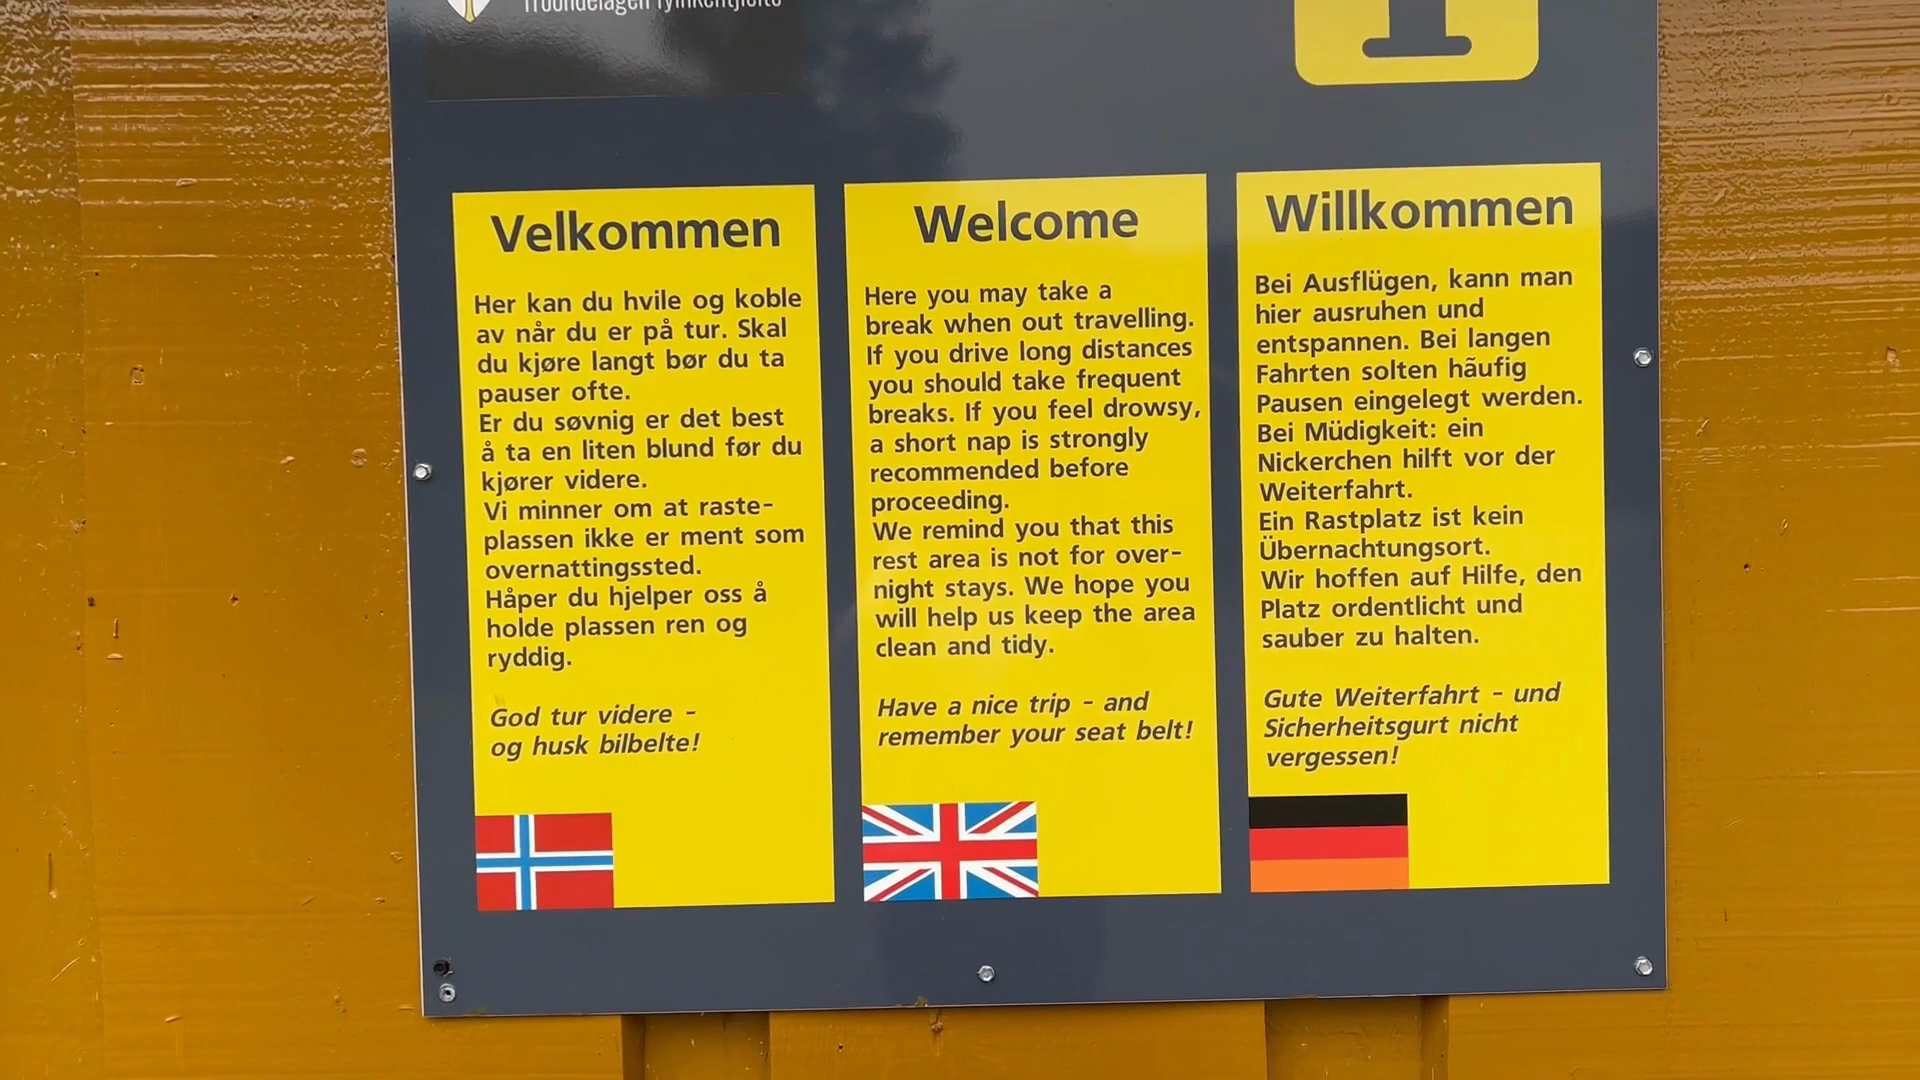 Trööndelagen fylhkentjïelte
Velkommen
Her kan du hvile og koble
av når du er på tur. Skal
du kjøre langt bør du ta
pauser ofte.
Er du søvnig er det best
å ta en liten blund før du
kjører videre.
Vi minner om at raste-
plassen ikke er ment som
overnattingssted.
Håper du hjelper oss å
holde plassen ren og
ryddig.
God tur videre -
og husk bilbelte!
Welcome
Here you may take a
break when out travelling.
If you drive long distances
you should take frequent
breaks. If you feel drowsy,
a short nap is strongly
recommended before
proceeding.
We remind you that this
rest area is not for over-
night stays. We hope you
will help us keep the area
clean and tidy.
Have a nice trip - and
remember your seat belt!
Willkommen
Bei Ausflügen, kann man
hier ausruhen und
entspannen. Bei langen
Fahrten solten hãufig
Pausen eingelegt werden.
Bei Müdigkeit: ein
Nickerchen hilft vor der
Weiterfahrt.
Ein Rastplatz ist kein
Übernachtungsort.
Wir hoffen auf Hilfe, den
Platz ordentlicht und
sauber zu halten.
Gute Weiterfahrt - und
Sicherheitsgurt nicht
vergessen!